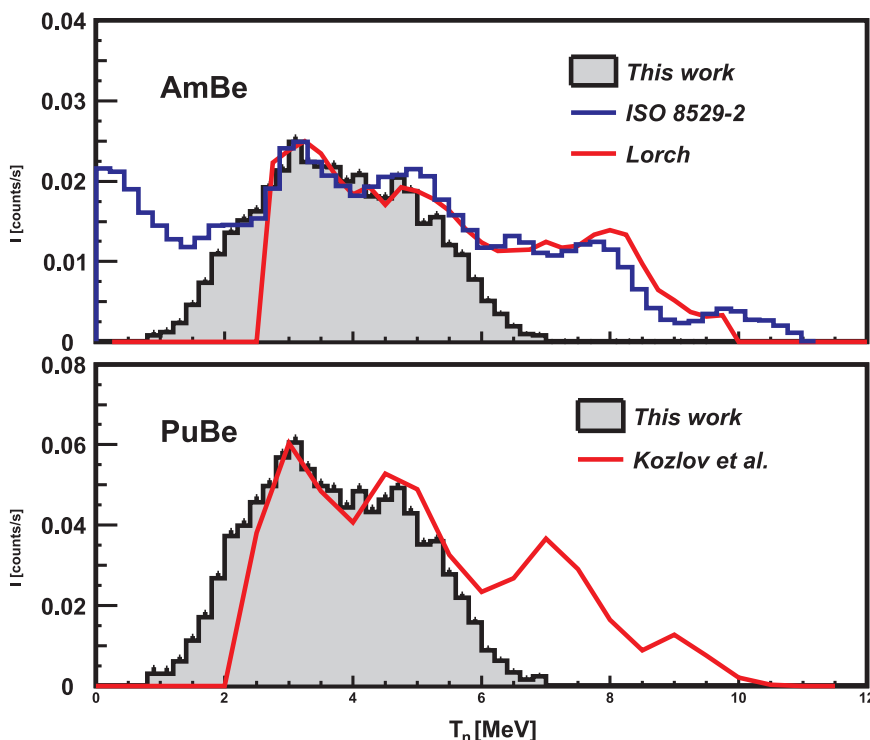 0.04
AmBe
This work
ISO 8529-2
Lorch
0.03
0.02
0.01
0
I [counts/s]
0.08
PuBe
This work
Kozlov et al.
0.06
0.04
0.02
0
I [counts/s]
0 2 4 6 8 10 12
Tn [MeV]